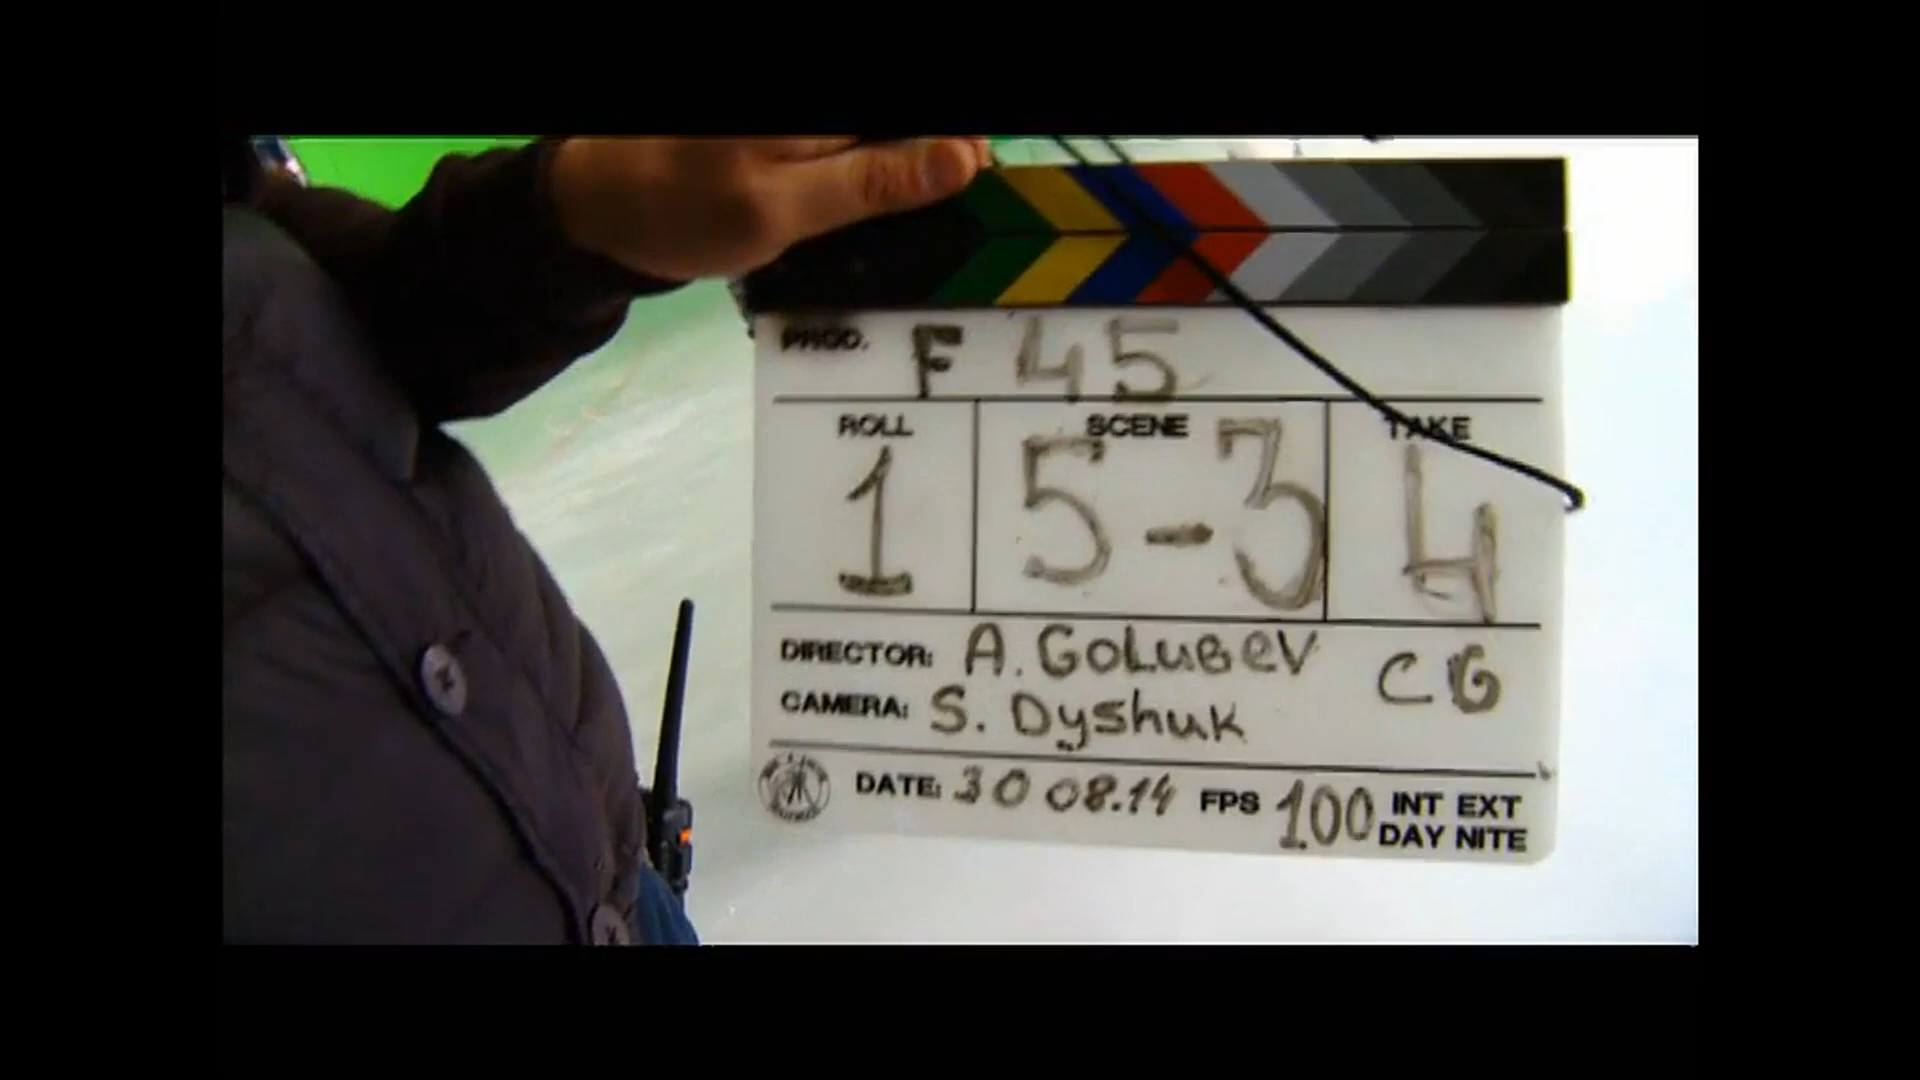 PROD. F 45
ROLL SCENE TAKE
1 5-3 4
DIRECTOR: A. GOLUBEV CG
CAMERA: S. Dyshuk
DATE: 30 08.14 FPS 100 INT EXT
DAY NITE